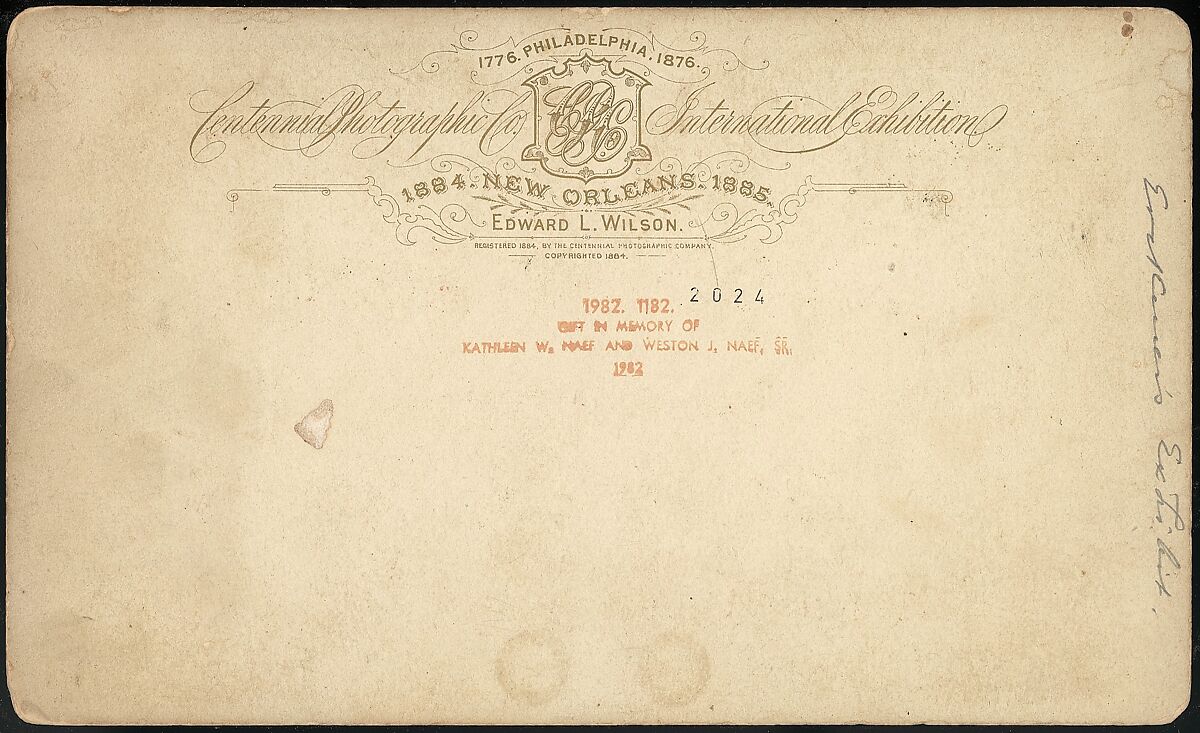 1776. PHILADELPHIA. 1876.
Centennial Photographic Co. International Exhibition
1884. NEW ORLEANS. 1885.
EDWARD L. WILSON.
REGISTERED 1884, BY THE CENTENNIAL PHOTOGRAPHIC COMPANY.
COPYRIGHTED 1884.
2024
1982. 1182.
GIFT IN MEMORY OF
KATHLEEN W. NAEF AND WESTON J. NAEF, SR.
1982
Exhibit.